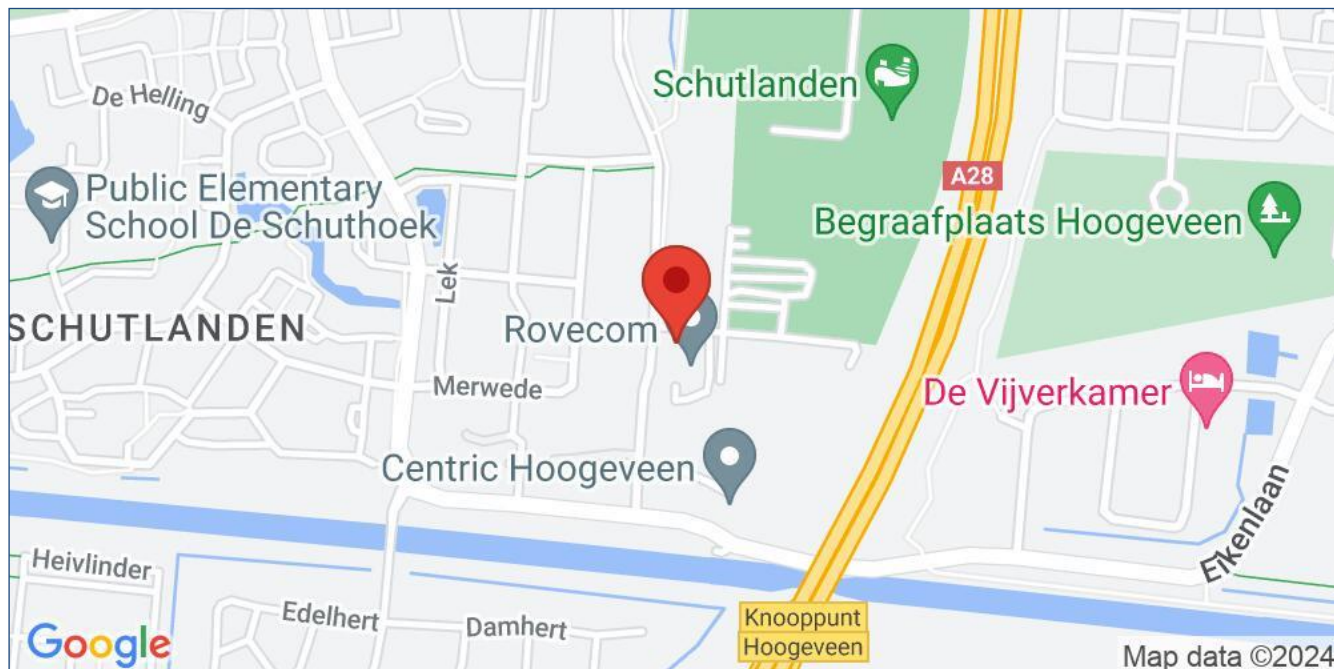 Schutlanden
De Helling
A28
Public Elementary
School De Schuthoek
Begraafplaats Hoogeveen
Lek
SCHUTLANDEN
Rovecom
Merwede
De Vijverkamer
Centric Hoogeveen
Eikenlaan
Heivlinder
Edelhert
Damhert
Knooppunt
Hoogeveen
Google
Map data ©2024